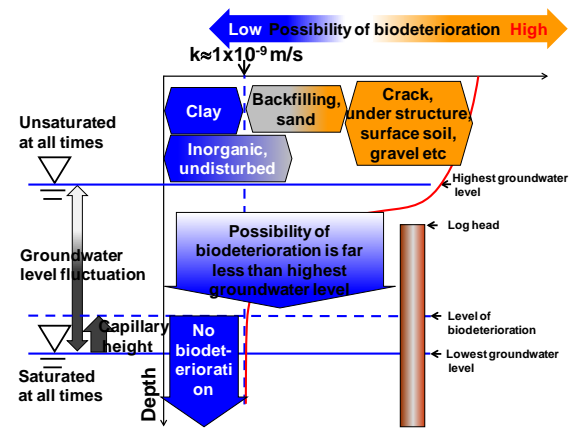 Low Possibility of biodeterioration High
k≈1x10-9 m/s
Clay
Backfilling,
sand
Crack,
under structure,
surface soil,
gravel etc
Inorganic,
undisturbed
Unsaturated
at all times
Highest groundwater
level
Possibility of
biodeterioration is far
less than highest
groundwater level
Log head
Groundwater
level fluctuation
Capillary
height
Level of
biodeterioration
No
biodet-
eriorati
on
Lowest groundwater
level
Saturated
at all times
Depth